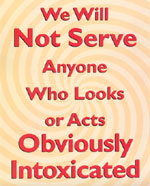 We Will
Not Serve
Anyone
Who Looks
or Acts
Obviously
Intoxicated